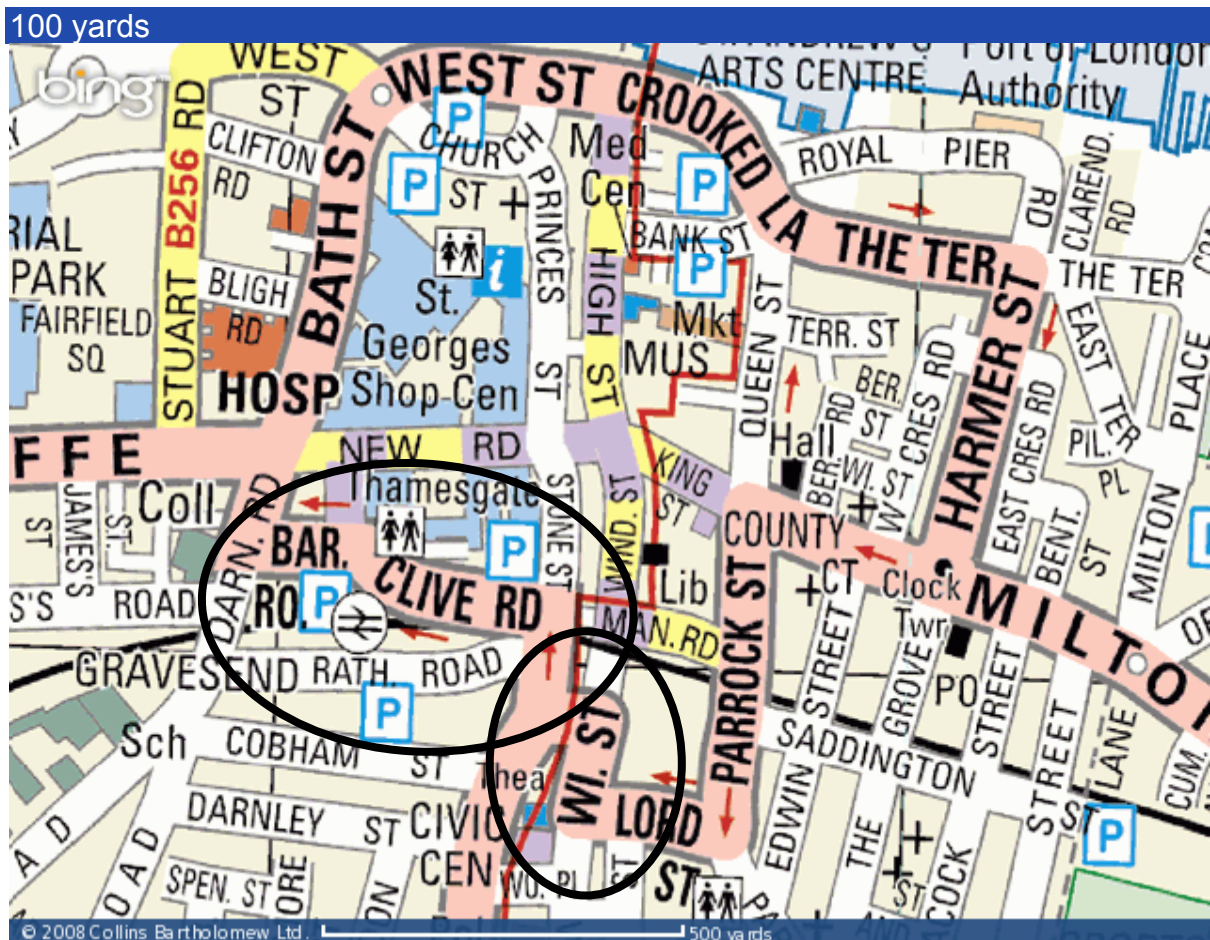 100 yards
bing
WEST
ST
WEST ST
CROOKED
LA
THE TER
ARTS CENTRE
Port of London
Authority
STUART
B256
RD
CLIFTON
RD
BATH ST
P
CHURCH
ST
P
PRINCES
ST
Med
Cen
P
ROYAL
PIER
RD
CLAREND.
RD
BANK ST
P
RIAL
PARK
FAIRFIELD
SQ
BLIGH
RD
HOSP
i
St.
Georges
Shop-Cen
HIGH
ST
Mkt
MUS
QUEEN ST
TERR. ST
THE TER
HARMER
ST
EAST
TER
PLACE
MILTON
BER.
ST
BER.
RD
CRES RD
WI. ST
W
EAST CRES RD
PIL.
PL
FFE
NEW
RD
KING
ST
Hall
COUNTY
CT
Clock
Twr
MILTO
BENT.
ST
ST
JAMES'S
ST.
Coll
DARN. RD
Thamesgate
STONE ST
WIND. ST
BAR.
RO.
P
CLIVE RD
P
Lib
MAN. RD
PARROCK ST
S'S
ROAD
GRAVESEND
RATH. ROAD
P
STREET
GROVE
PO
STREET
STREET
LANE
CUM.
Sch
COBHAM
ST
Thea
WI. ST
LORD
ST
SADDINGTON
ST
EDWIN
THE
P
DARNLEY
ST
CIVIC
CEN
WO. PL
ST
SPEN. ST
ROAD
© 2008 Collins Bartholomew Ltd.
500 yards